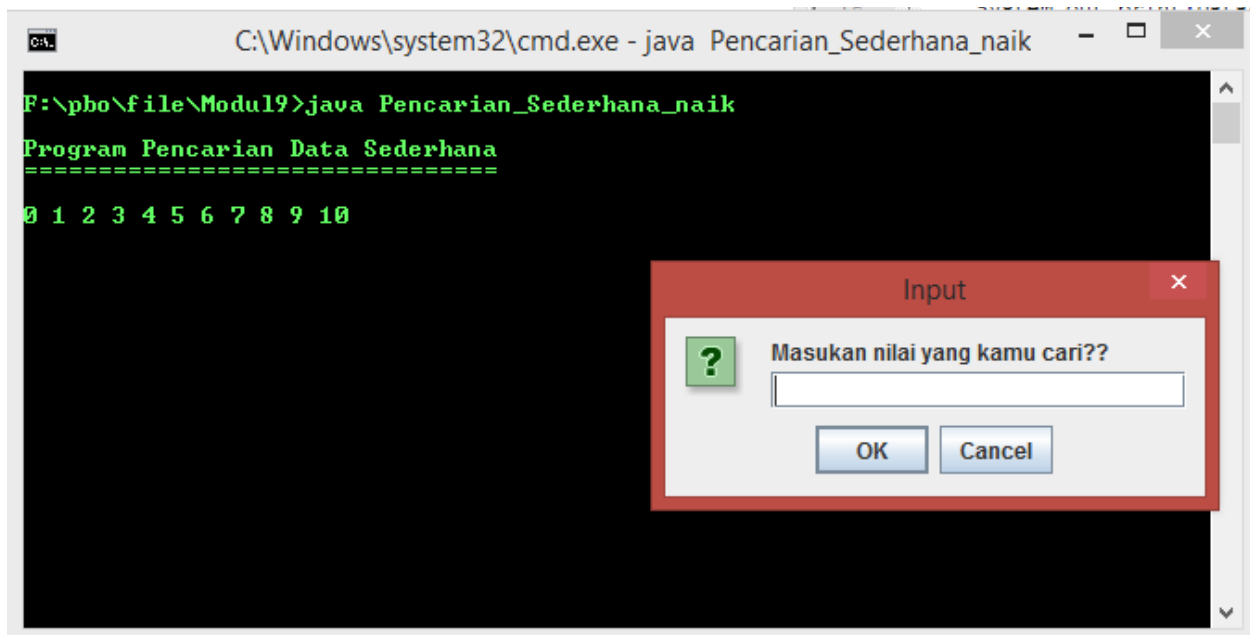 C:\Windows\system32\cmd.exe - java Pencarian_Sederhana_naik
F:\pbo\file\Modul9>java Pencarian_Sederhana_naik
Program Pencarian Data Sederhana
================================
0 1 2 3 4 5 6 7 8 9 10
Input
Masukan nilai yang kamu cari??
OK Cancel